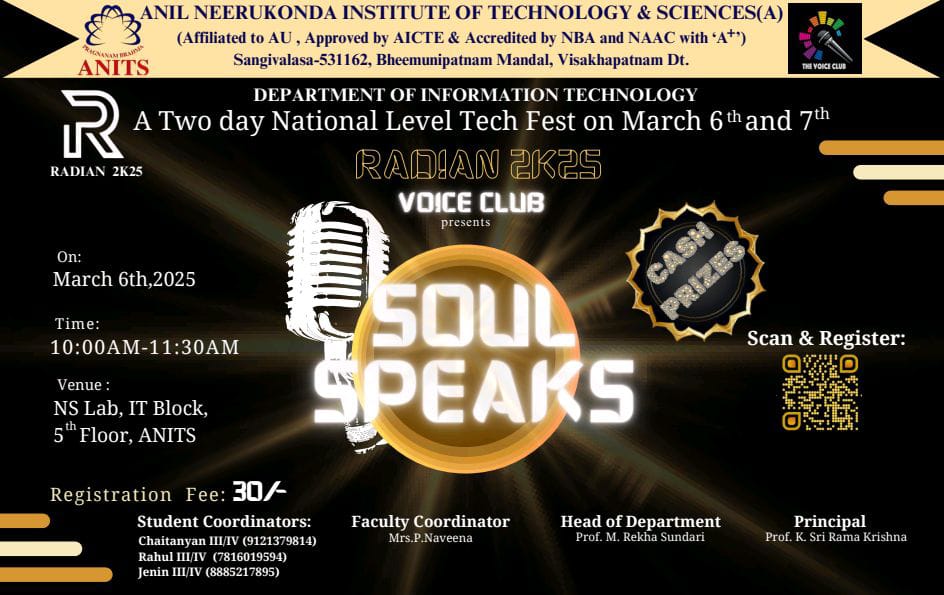 ANIL NEERUKONDA INSTITUTE OF TECHNOLOGY & SCIENCES(A)
(Affiliated to AU , Approved by AICTE & Accredited by NBA and NAAC with ‘A+’)
Sangivalasa-531162, Bheemunipatnam Mandal, Visakhapatnam Dt.
PRAGNANAM BRAHMA
ANITS
THE VOICE CLUB
DEPARTMENT OF INFORMATION TECHNOLOGY
A Two day National Level Tech Fest on March 6th and 7th
RADIAN 2K25
RADIAN 2K25
VOICE CLUB
presents
SOUL
SPEAKS
CASH
PRIZES
On:
March 6th,2025
Time:
10:00AM-11:30AM
Venue :
NS Lab, IT Block,
5th Floor, ANITS
Scan & Register:
Registration Fee: 30/-
Student Coordinators:
Chaitanyan III/IV (9121379814)
Rahul III/IV (7816019594)
Jenin III/IV (8885217895)
Faculty Coordinator
Mrs.P.Naveena
Head of Department
Prof. M. Rekha Sundari
Principal
Prof. K. Sri Rama Krishna